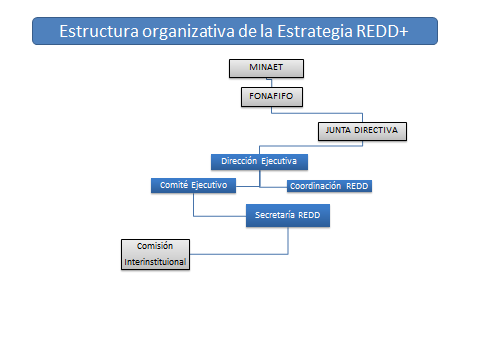 Estructura organizativa de la Estrategia REDD+
MINAET
FONAFIFO
JUNTA DIRECTIVA
Dirección Ejecutiva
Comité Ejecutivo
Coordinación REDD
Secretaría REDD
Comisión
Interinstituional